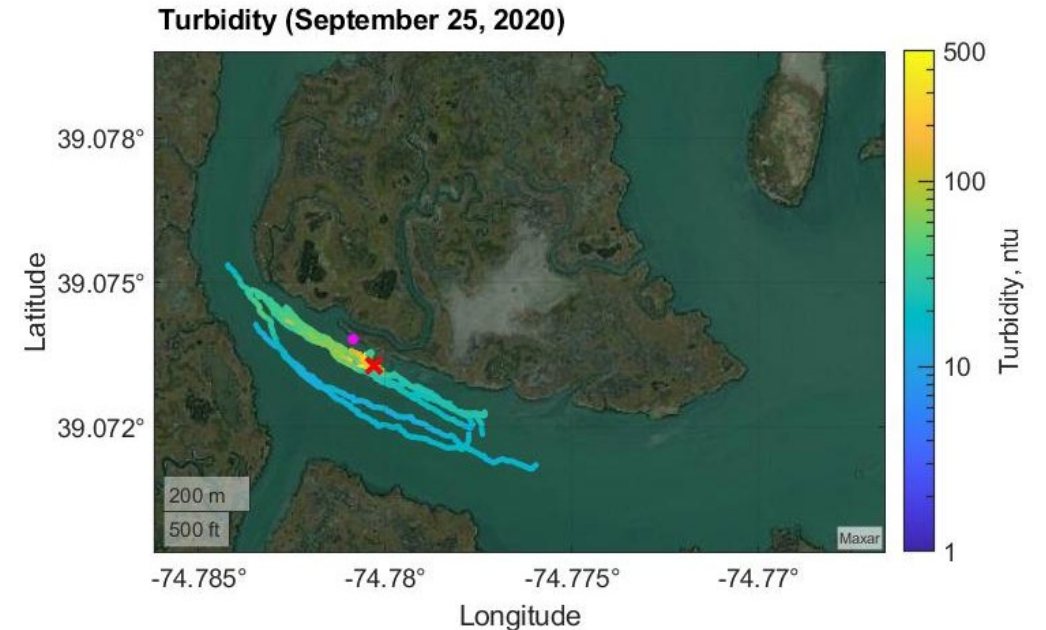 Turbidity (September 25, 2020)
39.078°
39.075°
39.072°
Latitude
200 m
500 ft
Maxar
-74.785°
-74.78°
-74.775°
-74.77°
Longitude
500
100
10
1
Turbidity, ntu